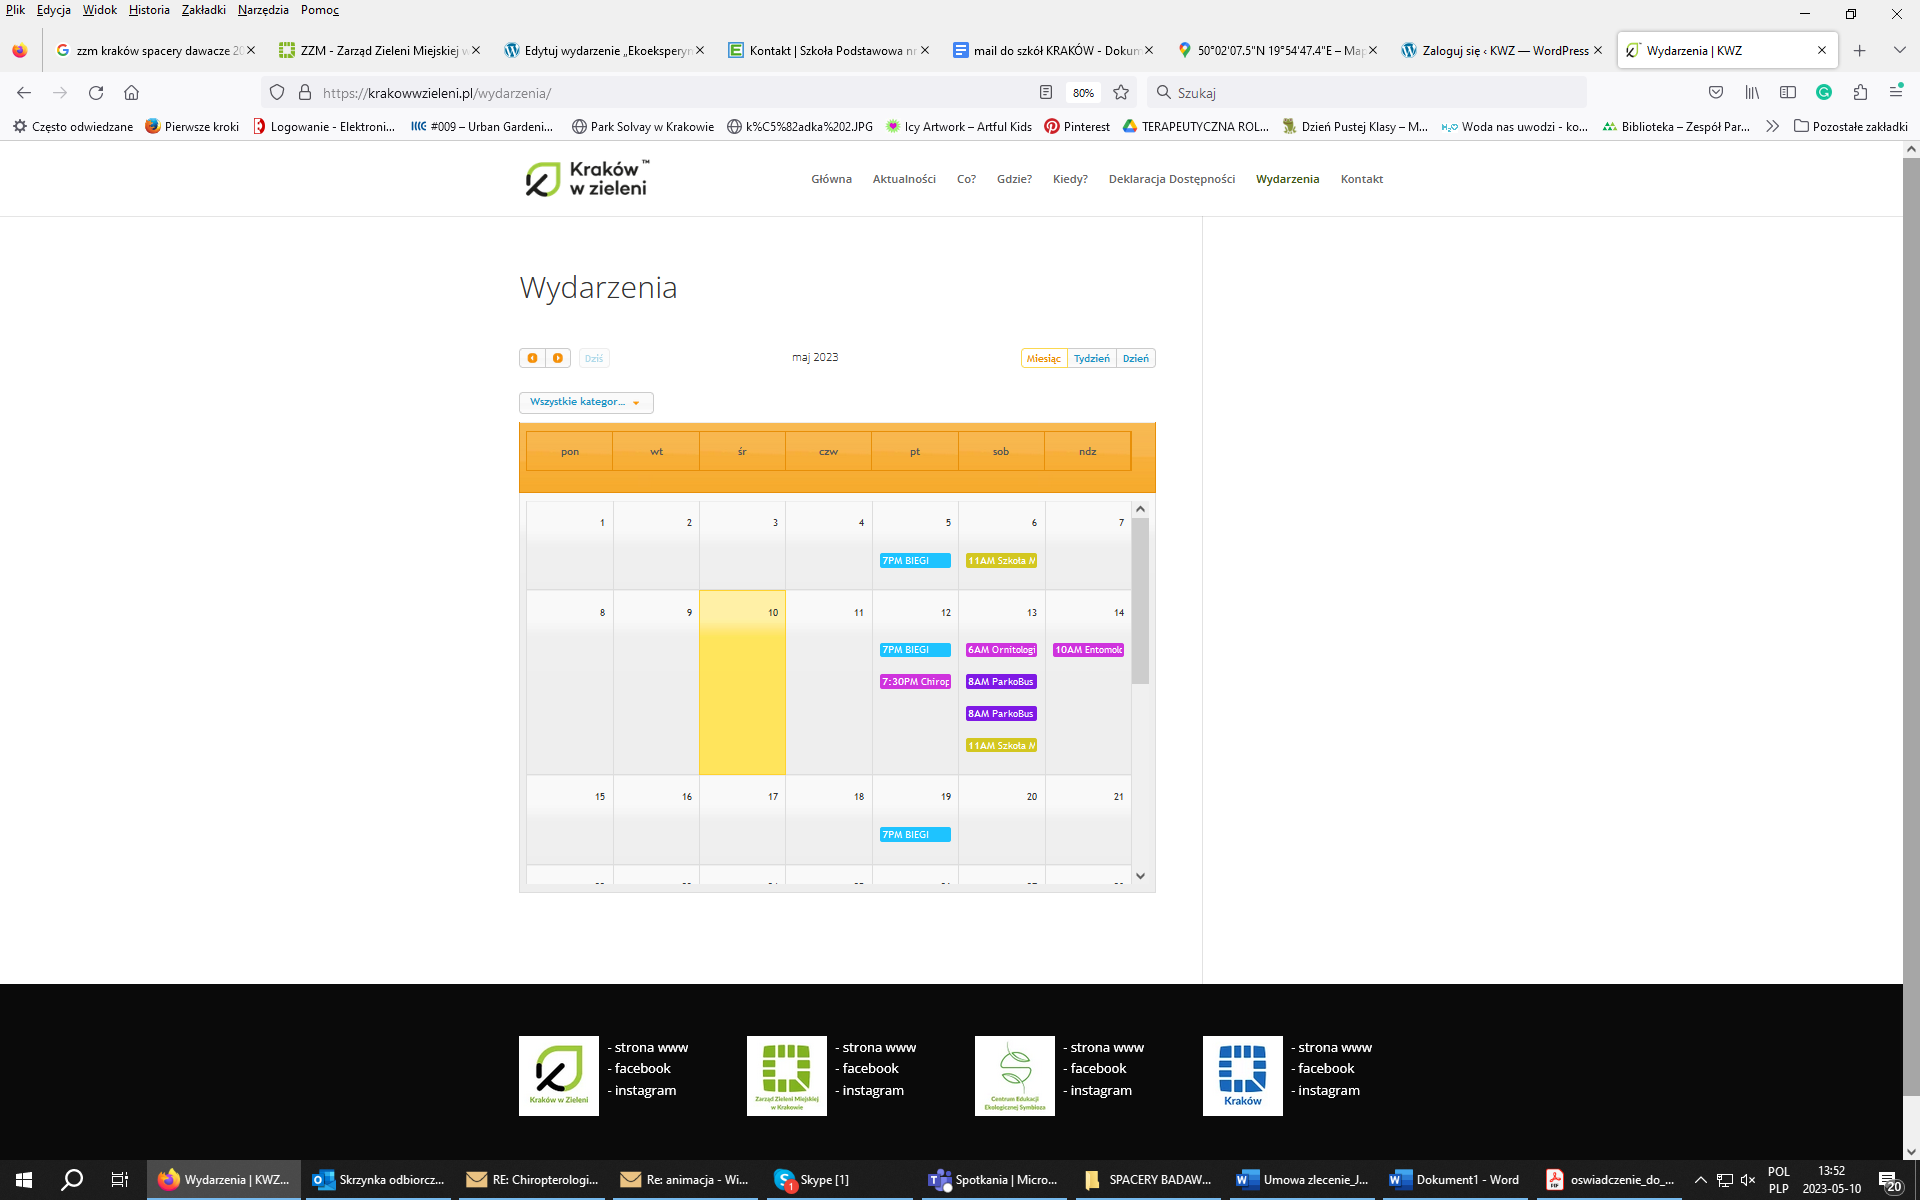 Plik Edycja Widok Historia Zakładki Narzędzia Pomoc
zzm kraków spacery dawacze 20
ZZM - Zarząd Zieleni Miejskiej w
Edytuj wydarzenie „Ekoeksperym
Kontakt | Szkoła Podstawowa nr
mail do szkół KRAKÓW - Dokum
50°02'07.5"N 19°54'47.4"E – Map
Zaloguj się ‹ KWZ — WordPress
Wydarzenia | KWZ
https://krakowwzieleni.pl/wydarzenia/
80%
Szukaj
Często odwiedzane
Pierwsze kroki
Logowanie - Elektroni...
#009 – Urban Gardeni...
Park Solvay w Krakowie
k%C5%82adka%202.JPG
Icy Artwork – Artful Kids
Pinterest
TERAPEUTYCZNA ROL...
Dzień Pustej Klasy – M...
H₂O Woda nas uwodzi - ko...
Biblioteka – Zespół Par...
Pozostałe zakładki
Kraków™
w zieleni
Główna Aktualności Co? Gdzie? Kiedy? Deklaracja Dostępności Wydarzenia Kontakt
Wydarzenia
Dziś
maj 2023
Miesiąc Tydzień Dzień
Wszystkie kategor...
pon wt śr czw pt sob ndz
1 2 3 4 5 6 7
7PM BIEGI 11AM Szkoła M
8 9 10 11 12 13 14
7PM BIEGI 6AM Ornitologi 10AM Entomolo
7:30PM Chirop 8AM ParkoBus
8AM ParkoBus
11AM Szkoła M
15 16 17 18 19 20 21
7PM BIEGI
Kraków w Zieleni
- strona www
- facebook
- instagram
Zarząd Zieleni Miejskiej
w Krakowie
- strona www
- facebook
- instagram
Centrum Edukacji
Ekologicznej Symbioza
- strona www
- facebook
- instagram
Kraków
- strona www
- facebook
- instagram
Wydarzenia | KWZ...
Skrzynka odbiorcz...
RE: Chiropterologi...
Re: animacja - Wi...
Skype [1]
1
Spotkania | Micro...
SPACERY BADAW...
Umowa zlecenie_J...
Dokument1 - Word
oswiadczenie_do_...
POL
PLP
13:52
2023-05-10
20